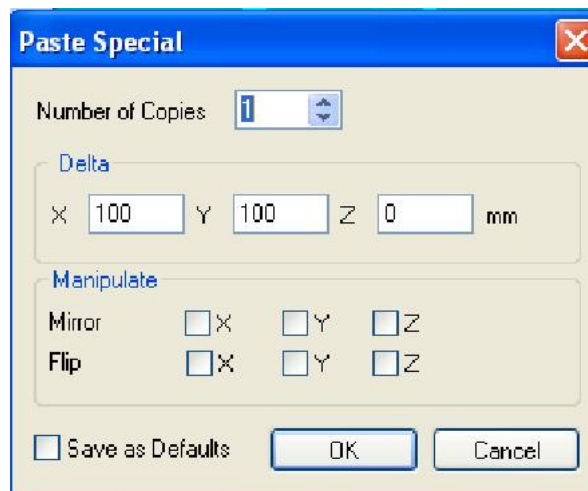 Paste Special
Number of Copies 1
Delta
X 100 Y 100 Z 0 mm
Manipulate
Mirror X Y Z
Flip X Y Z
Save as Defaults OK Cancel